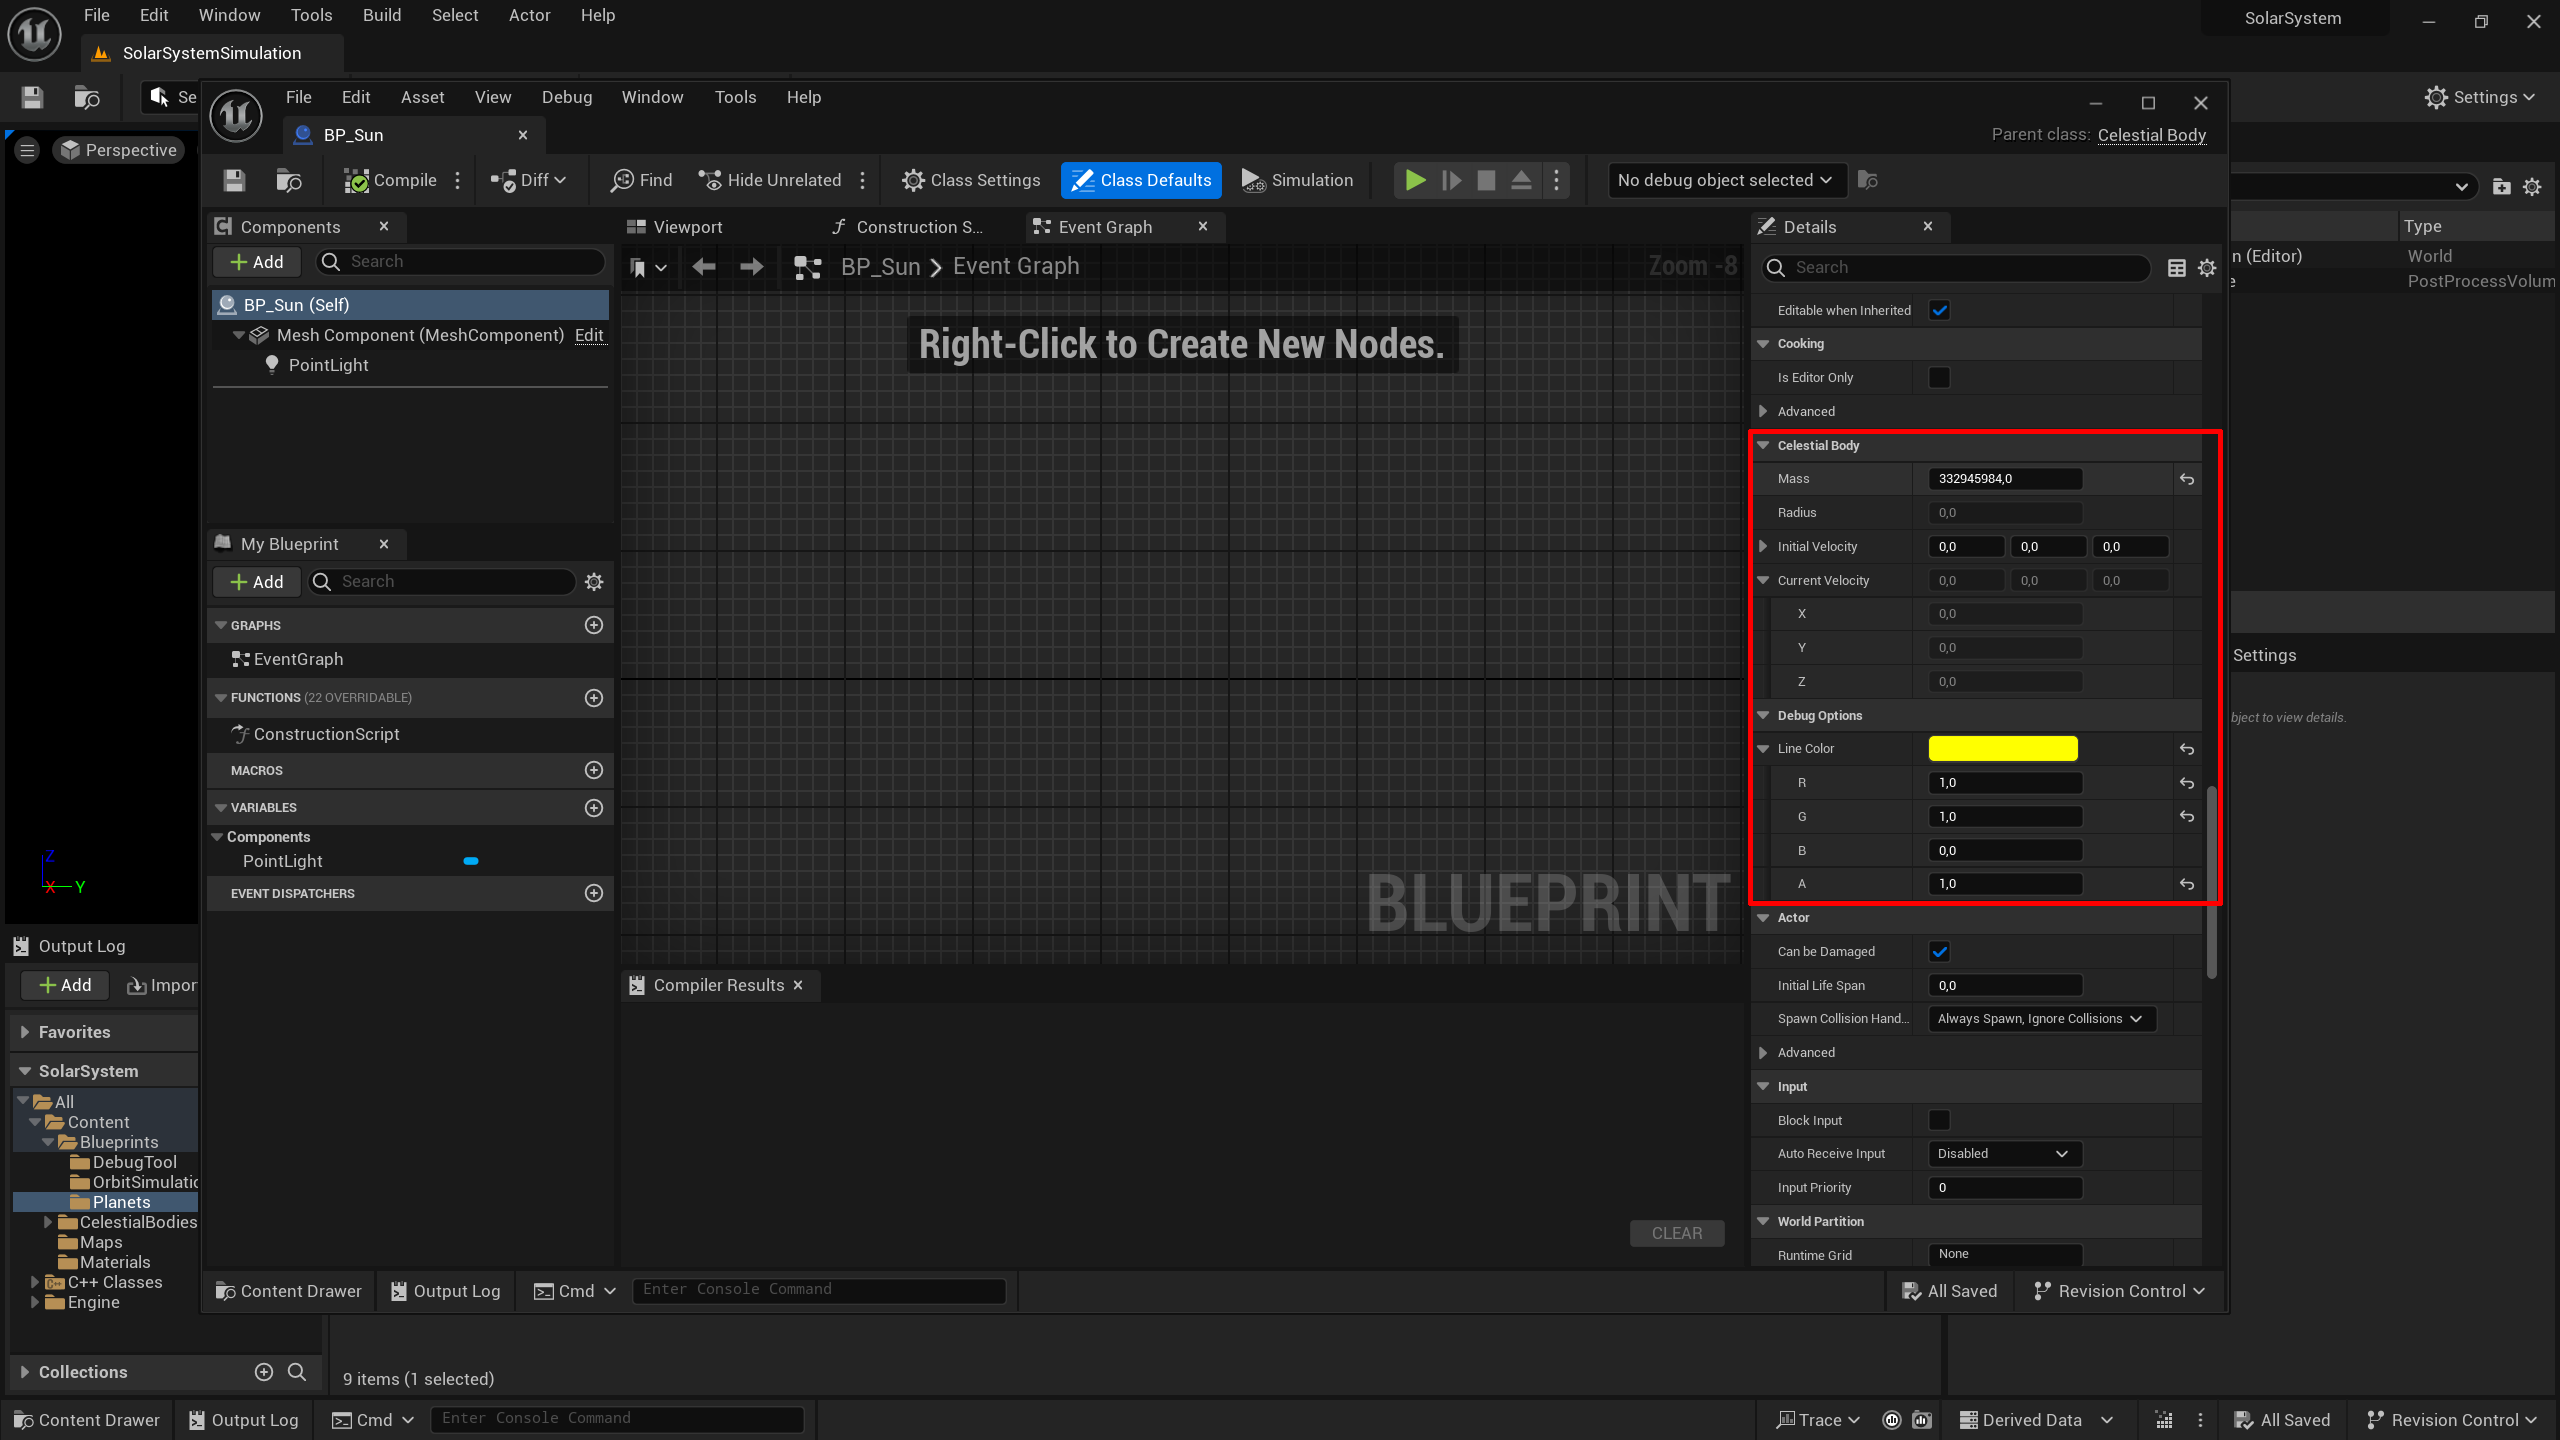 File Edit Window Tools Build Select Actor Help
SolarSystem
SolarSystemSimulation
Se
Settings
File Edit Asset View Debug Window Tools Help
BP_Sun
Parent class: Celestial Body
Perspective
Compile
Diff
Find
Hide Unrelated
Class Settings
Class Defaults
Simulation
No debug object selected
Components
Add
Search
BP_Sun (Self)
Mesh Component (MeshComponent) Edit
PointLight
My Blueprint
Add
Search
GRAPHS
EventGraph
FUNCTIONS (22 OVERRIDABLE)
ConstructionScript
MACROS
VARIABLES
Components
PointLight
EVENT DISPATCHERS
Viewport
Construction S...
Event Graph
BP_Sun > Event Graph
Zoom -8
Right-Click to Create New Nodes.
BLUEPRINT
Compiler Results
CLEAR
Details
Search
Editable when Inherited
Cooking
Is Editor Only
Advanced
Celestial Body
Mass 332945984,0
Radius 0,0
Initial Velocity 0,0 0,0 0,0
Current Velocity 0,0 0,0 0,0
X 0,0
Y 0,0
Z 0,0
Debug Options
Line Color
R 1,0
G 1,0
B 0,0
A 1,0
Actor
Can be Damaged
Initial Life Span 0,0
Spawn Collision Hand... Always Spawn, Ignore Collisions
Advanced
Input
Block Input
Auto Receive Input Disabled
Input Priority 0
World Partition
Runtime Grid None
Type
n (Editor) World
e PostProcessVolum
Settings
bject to view details.
Z
X Y
Output Log
Add
Impor
Favorites
SolarSystem
All
Content
Blueprints
DebugTool
OrbitSimulatio
Planets
CelestialBodies
Maps
Materials
C++ Classes
Engine
Collections
Content Drawer
Output Log
Cmd
Enter Console Command
All Saved
Revision Control
9 items (1 selected)
Content Drawer
Output Log
Cmd
Enter Console Command
Trace
Derived Data
All Saved
Revision Control